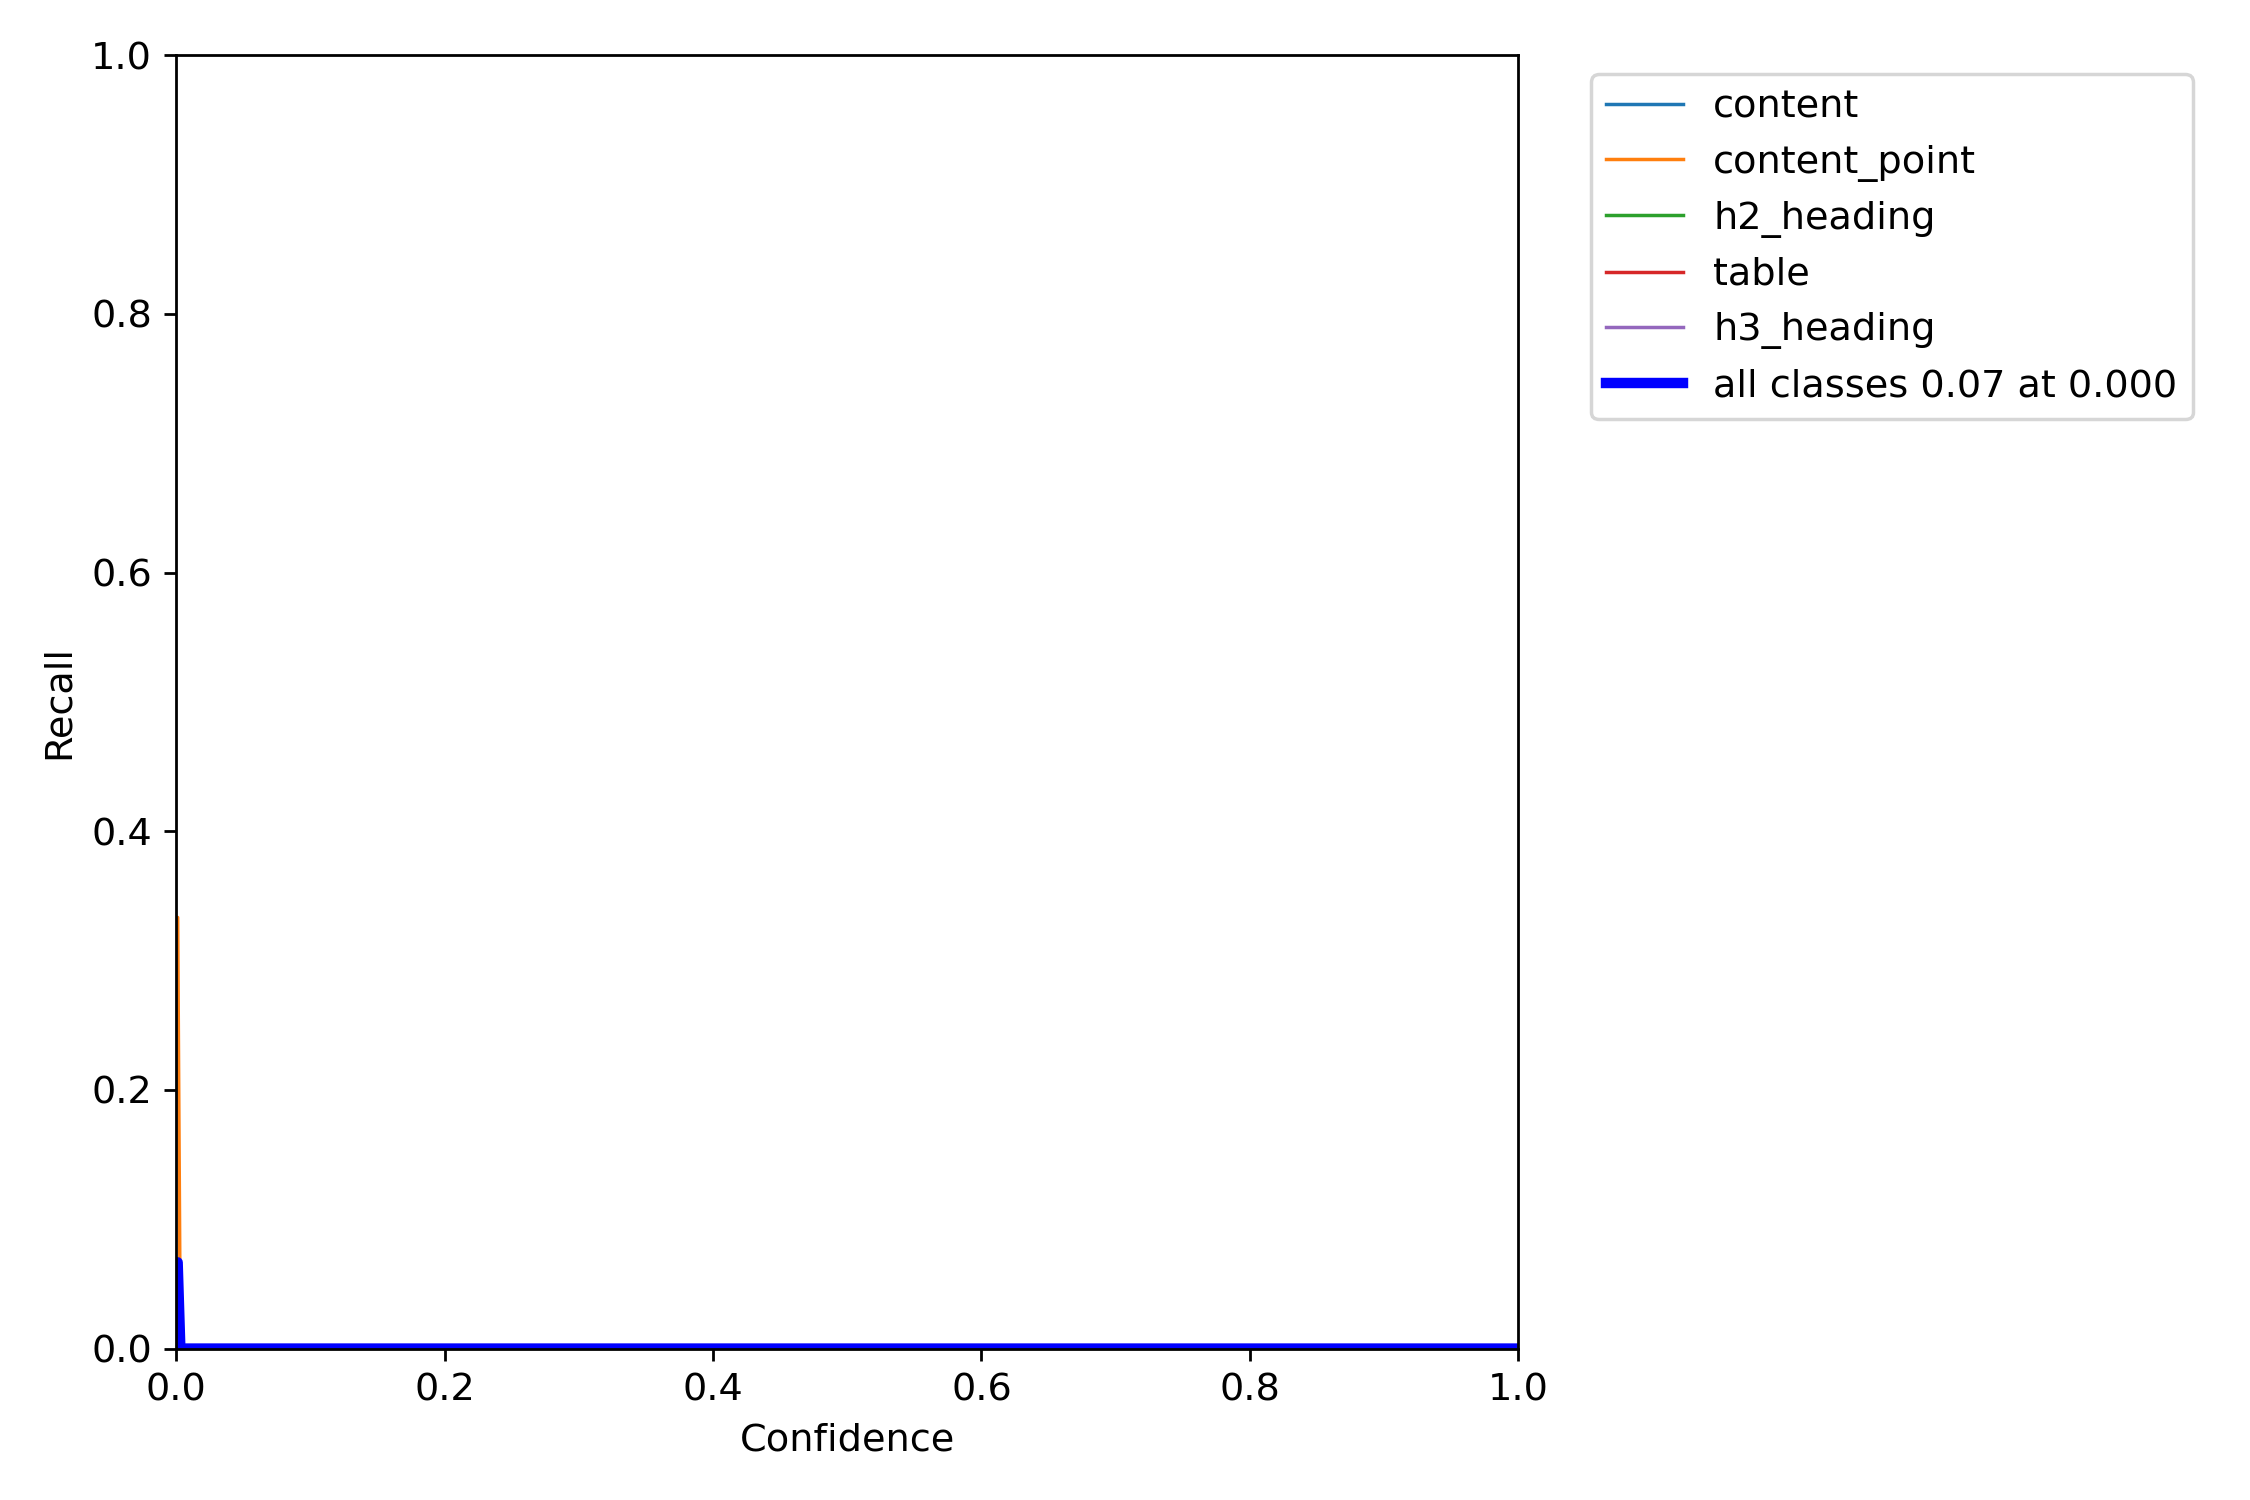 1.0
0.8
0.6
0.4
0.2
0.0
Recall
0.0 0.2 0.4 0.6 0.8 1.0
Confidence
content
content_point
h2_heading
table
h3_heading
all classes 0.07 at 0.000